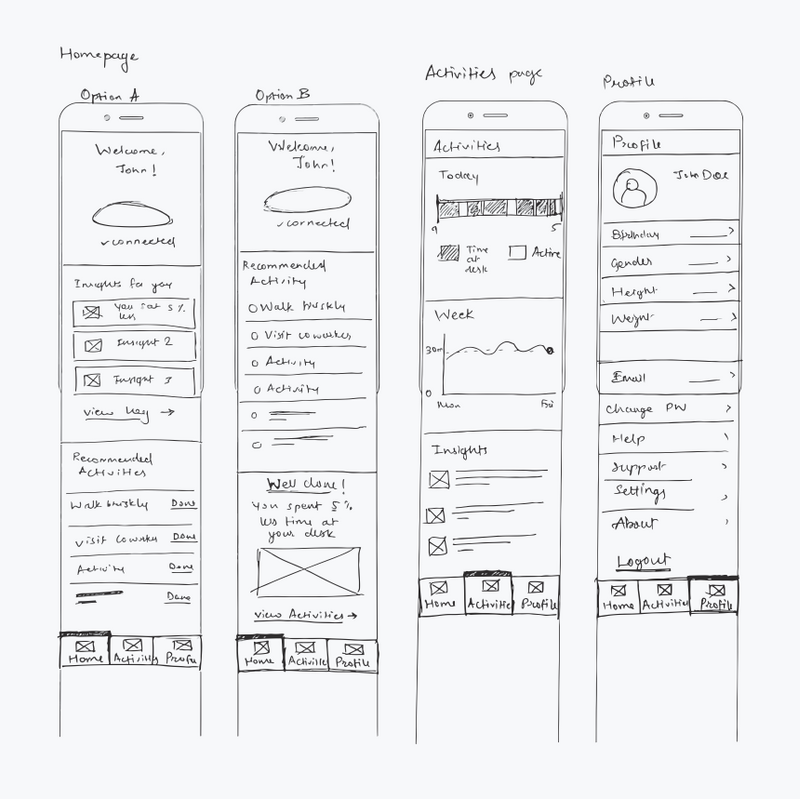 Homepage
Option A
Welcome,
John!
✓connected
Insights for you
You sat 5%
less
Insight 2
Insight 3
View
Recommended
Activities
Walk briskly Done
Visit coworker Done
Activity Done
Done
Home Activities Profile
Option B
Welcome,
John!
✓connected
Recommended
Activity
Walk briskly
Visit coworker
Activity
Activity
Well done!
You spent 5%
less time at
your desk
View Activities →
Home Activities Profile
Activities page
Activities
Today
9 5
Time
at
desk
Active
Week
30m
0
Mon Fri
Insights
Home Activities Profile
Profile
Profile
John Doe
Birthday
Gender
Height
Weight
Email
Change PW
Help
Support
Settings
About
Logout
Home Activities Profile